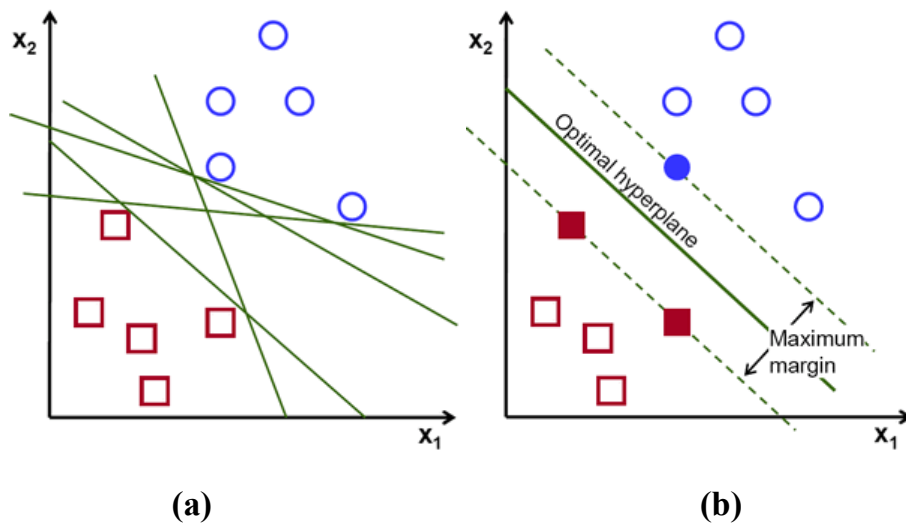 X2
X1
(a)
X2
Optimal hyperplane
Maximum
margin
X1
(b)